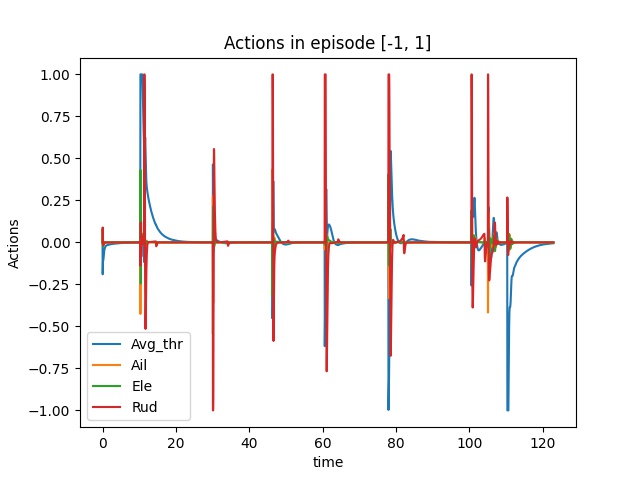 Actions in episode [-1, 1]
1.00
0.75
0.50
0.25
0.00
−0.25
−0.50
−0.75
−1.00
Actions
Avg_thr
Ail
Ele
Rud
0 20 40 60 80 100 120
time